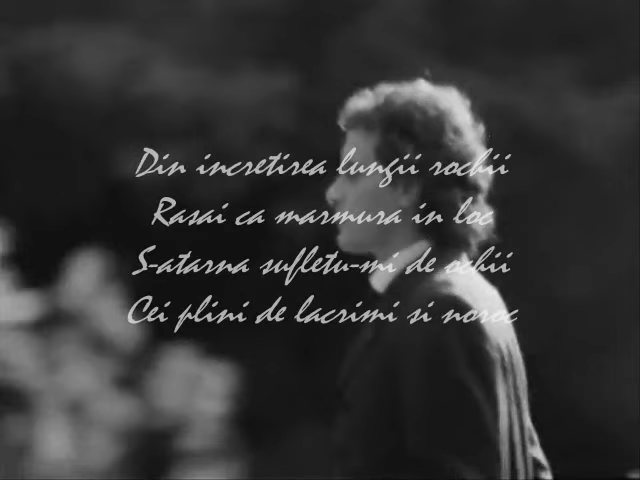 Din incretirea lungii rochii
Rasai ca marmura in loc
S-atarna sufletu-mi de ochii
Cei plini de lacrimi si noroc